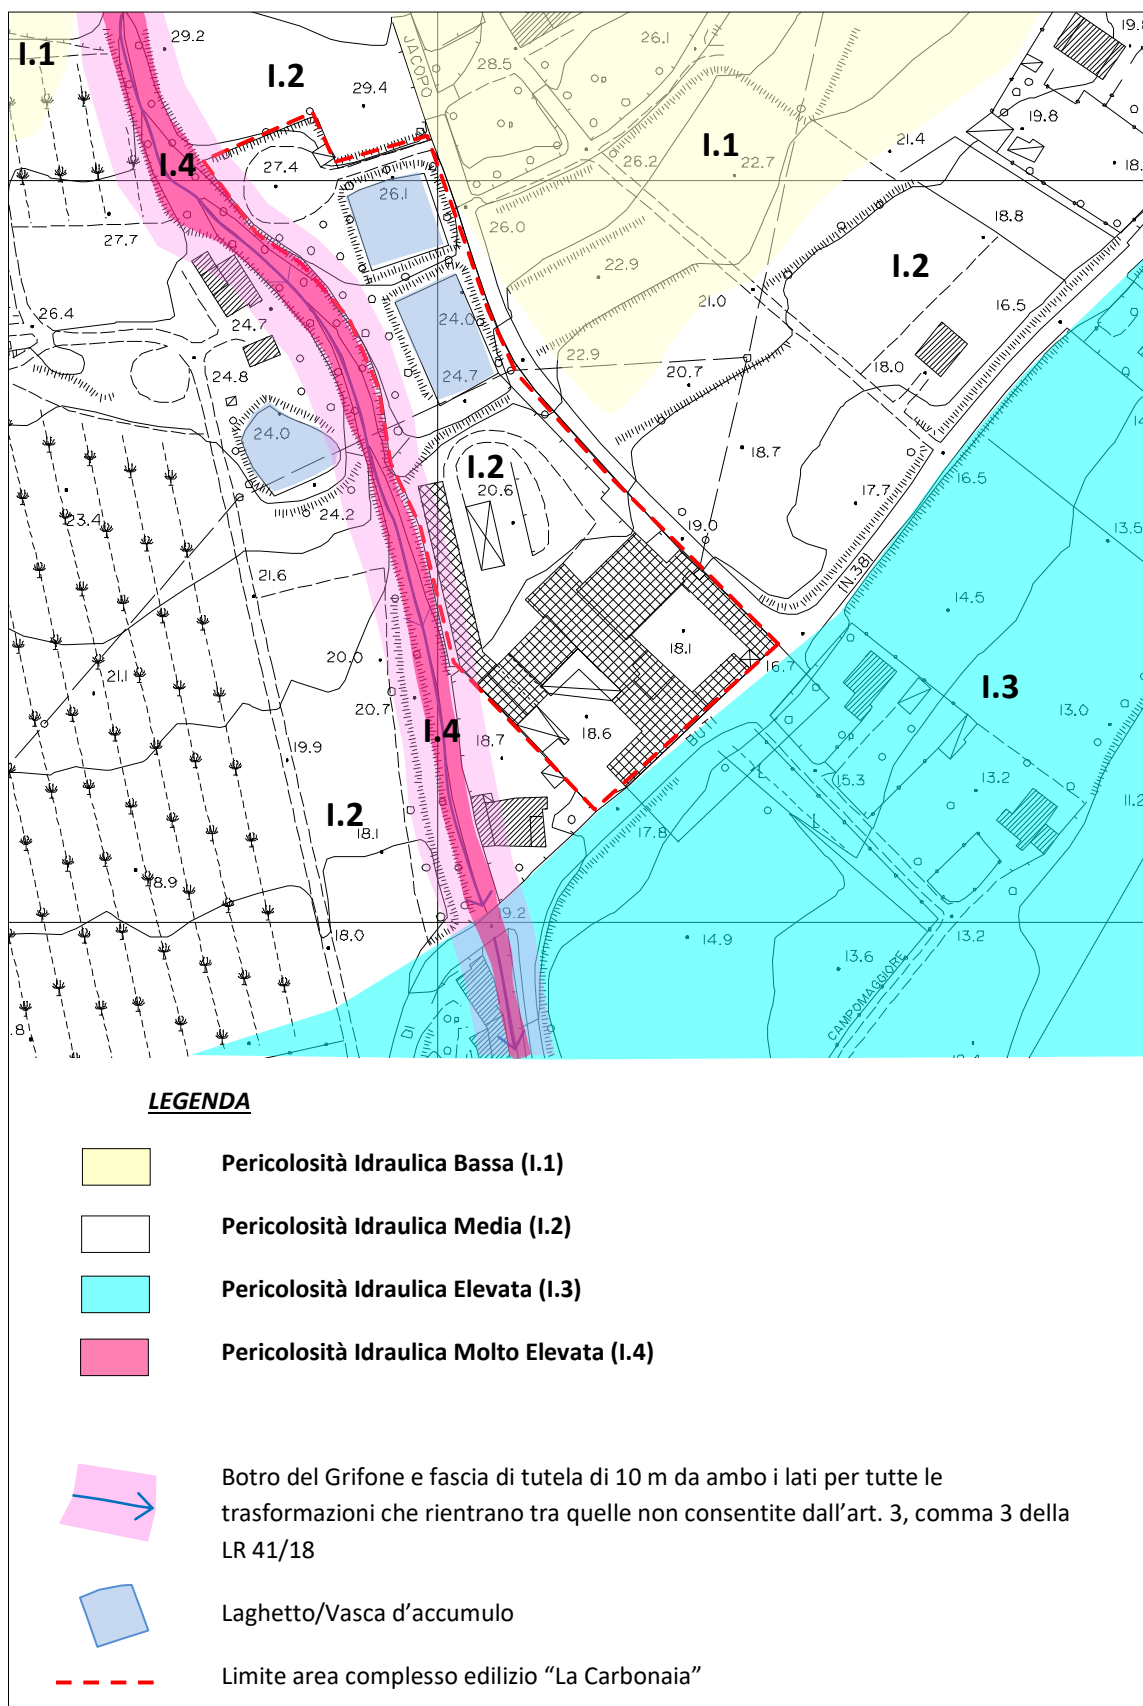 I.1
29.2
I.2
29.4
JACOPO
28.5
26.1
19.8
I.4
27.4
26.1
26.2
I.1
22.7
21.4
19.8
18.
27.7
26.0
22.9
18.8
I.2
26.4
24.7
24.0
21.0
16.5
24.8
24.7
22.9
20.7
18.0
24.0
I.2
20.6
18.7
17.7
16.5
14.
23.4
24.2
19.0
(N.38)
13.5
21.6
14.5
20.0
18.1
16.7
21.1
20.7
I.4
18.7
18.6
BUTI
I.3
13.0
19.9
15.3
13.2
11.2
I.2
18.1
17.8
18.9
19.2
18.0
14.9
13.6
13.2
.8
DI
CAMPOMAGGIORE
LEGENDA
Pericolosità Idraulica Bassa (I.1)
Pericolosità Idraulica Media (I.2)
Pericolosità Idraulica Elevata (I.3)
Pericolosità Idraulica Molto Elevata (I.4)
Botro del Grifone e fascia di tutela di 10 m da ambo i lati per tutte le
trasformazioni che rientrano tra quelle non consentite dall’art. 3, comma 3 della
LR 41/18
Laghetto/Vasca d’accumulo
Limite area complesso edilizio “La Carbonaia”